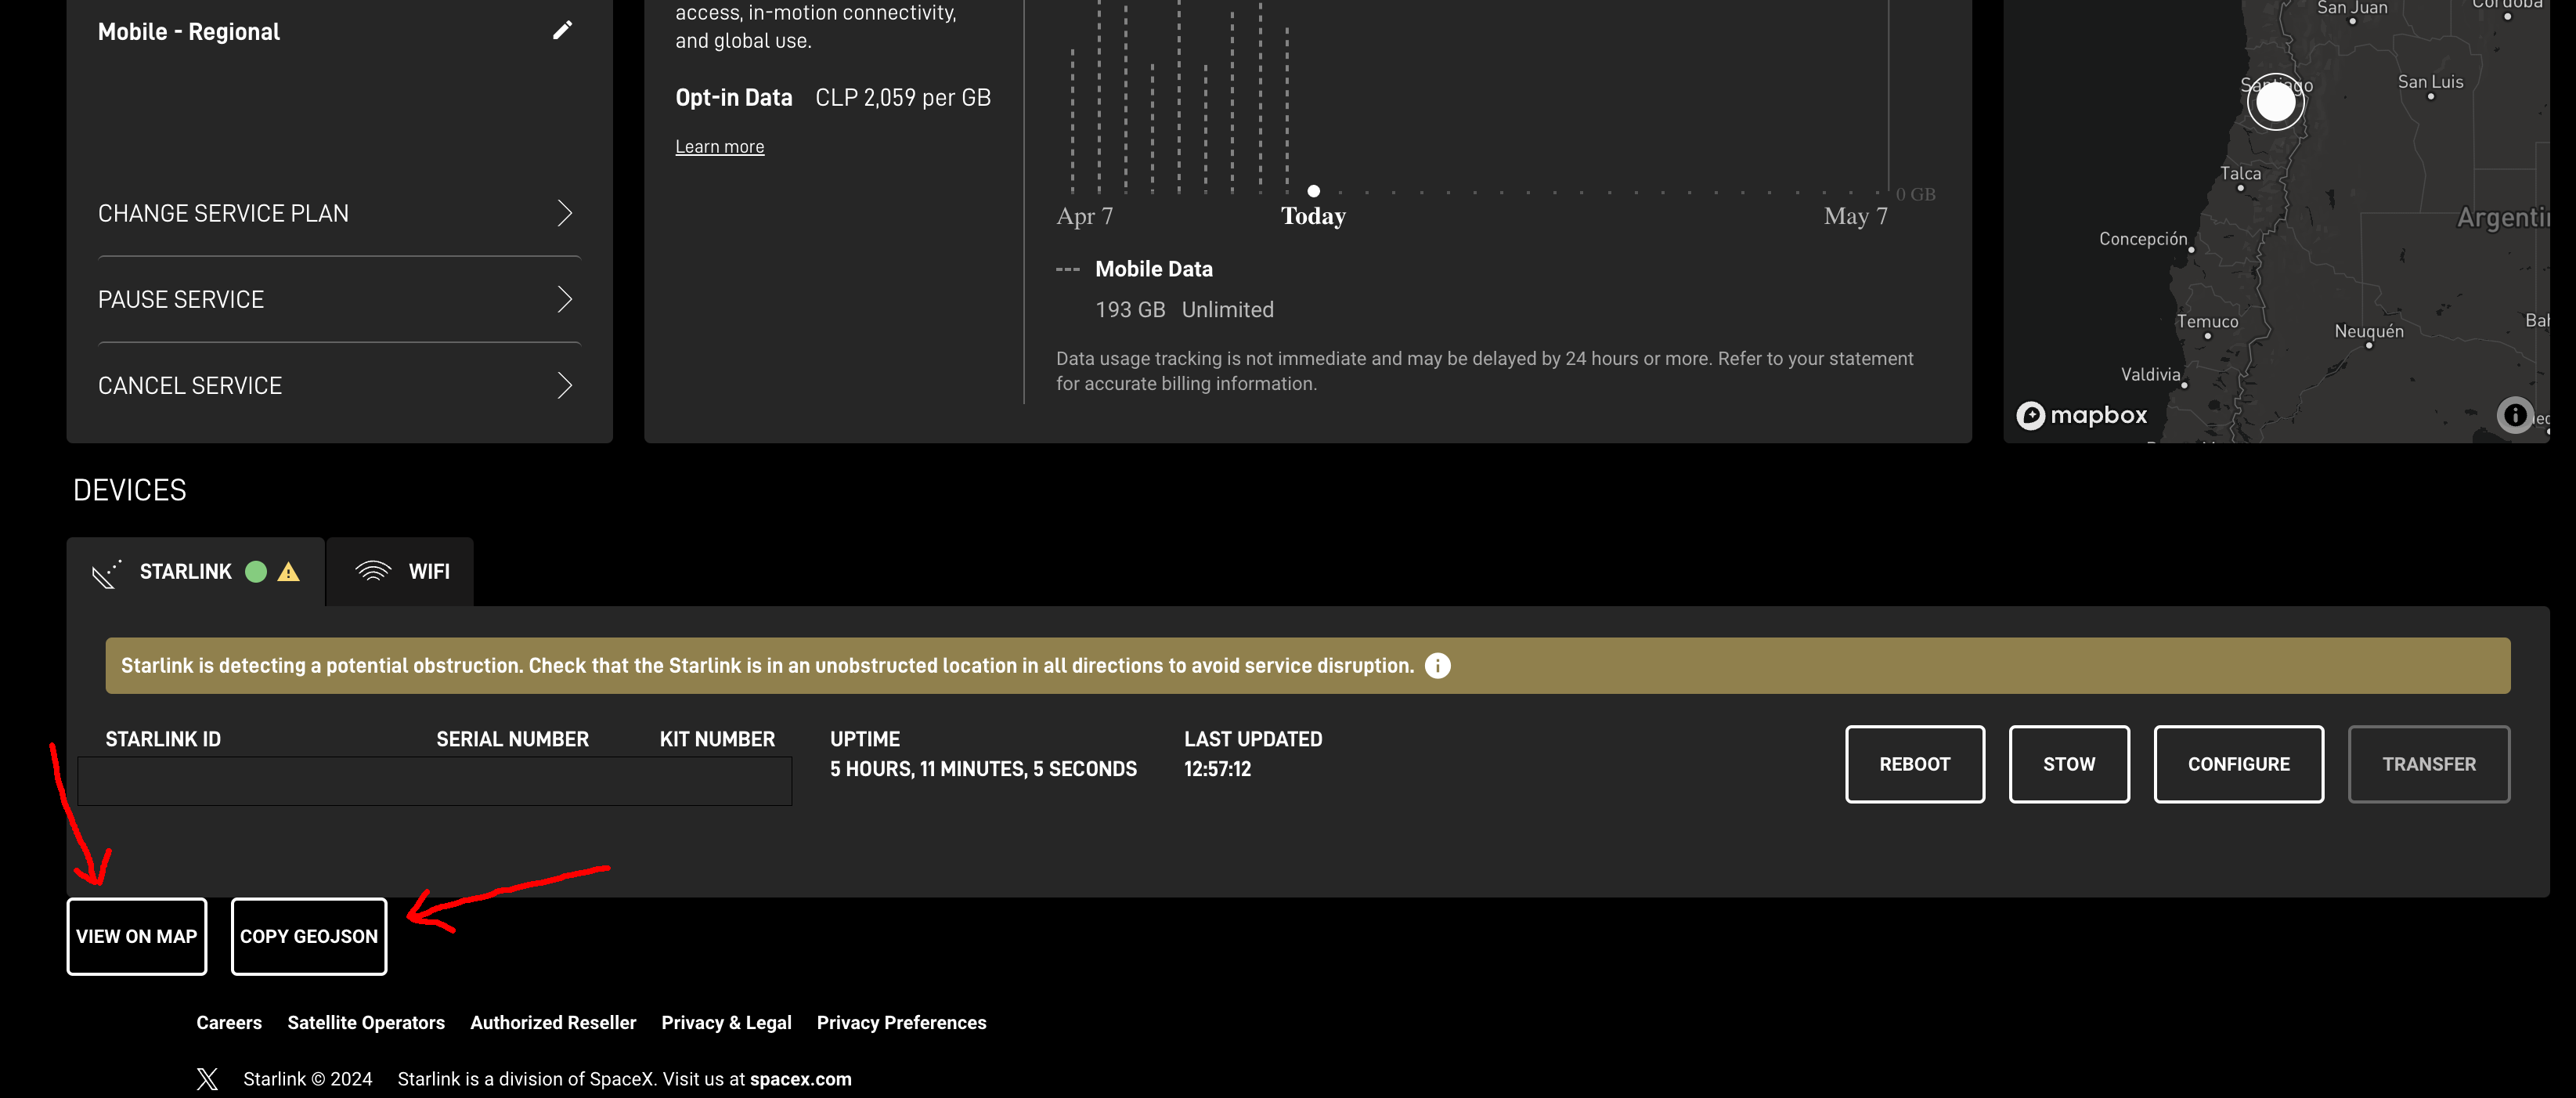 Mobile - Regional
CHANGE SERVICE PLAN
PAUSE SERVICE
CANCEL SERVICE
access, in-motion connectivity,
and global use.
Opt-in Data CLP 2,059 per GB
Learn more
0 GB
Apr 7 Today May 7
Mobile Data
193 GB Unlimited
Data usage tracking is not immediate and may be delayed by 24 hours or more. Refer to your statement
for accurate billing information.
San Juan
Córdoba
Santiago
San Luis
Talca
Argenti
Concepción
Temuco
Neuquén
Bal
Valdivia
mapbox
DEVICES
STARLINK WIFI
Starlink is detecting a potential obstruction. Check that the Starlink is in an unobstructed location in all directions to avoid service disruption.
STARLINK ID SERIAL NUMBER KIT NUMBER UPTIME LAST UPDATED
5 HOURS, 11 MINUTES, 5 SECONDS 12:57:12
REBOOT STOW CONFIGURE TRANSFER
VIEW ON MAP COPY GEOJSON
Careers Satellite Operators Authorized Reseller Privacy & Legal Privacy Preferences
Starlink © 2024 Starlink is a division of SpaceX. Visit us at spacex.com